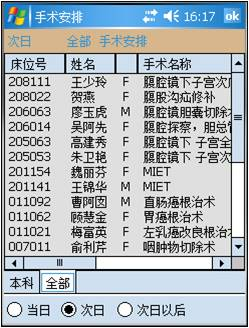 手术安排 16:17 ok
次日 全部 手术安排
床位号 姓名 手术名称
208111 王少玲 F 腹腔镜下子宫次
208022 贺燕 F 腹股沟疝修补
206063 廖玉虎 M 腹腔镜胆囊切除术
206014 吴阿先 F 腹腔探察，胆总管
205063 高建秀 F 腹腔镜下 子宫全
205053 朱卫艳 F 腹腔镜下 子宫次
201154 魏丽芬 F MIET
201141 王锦华 M MIET
011092 曹阿囡 M 直肠癌根治术
011062 顾慧金 F 胃癌根治术
011021 梅富英 F 左乳癌改良根治术
007011 俞利芹 F 咽肿物切除术
本科 全部
当日 次日 次日以后